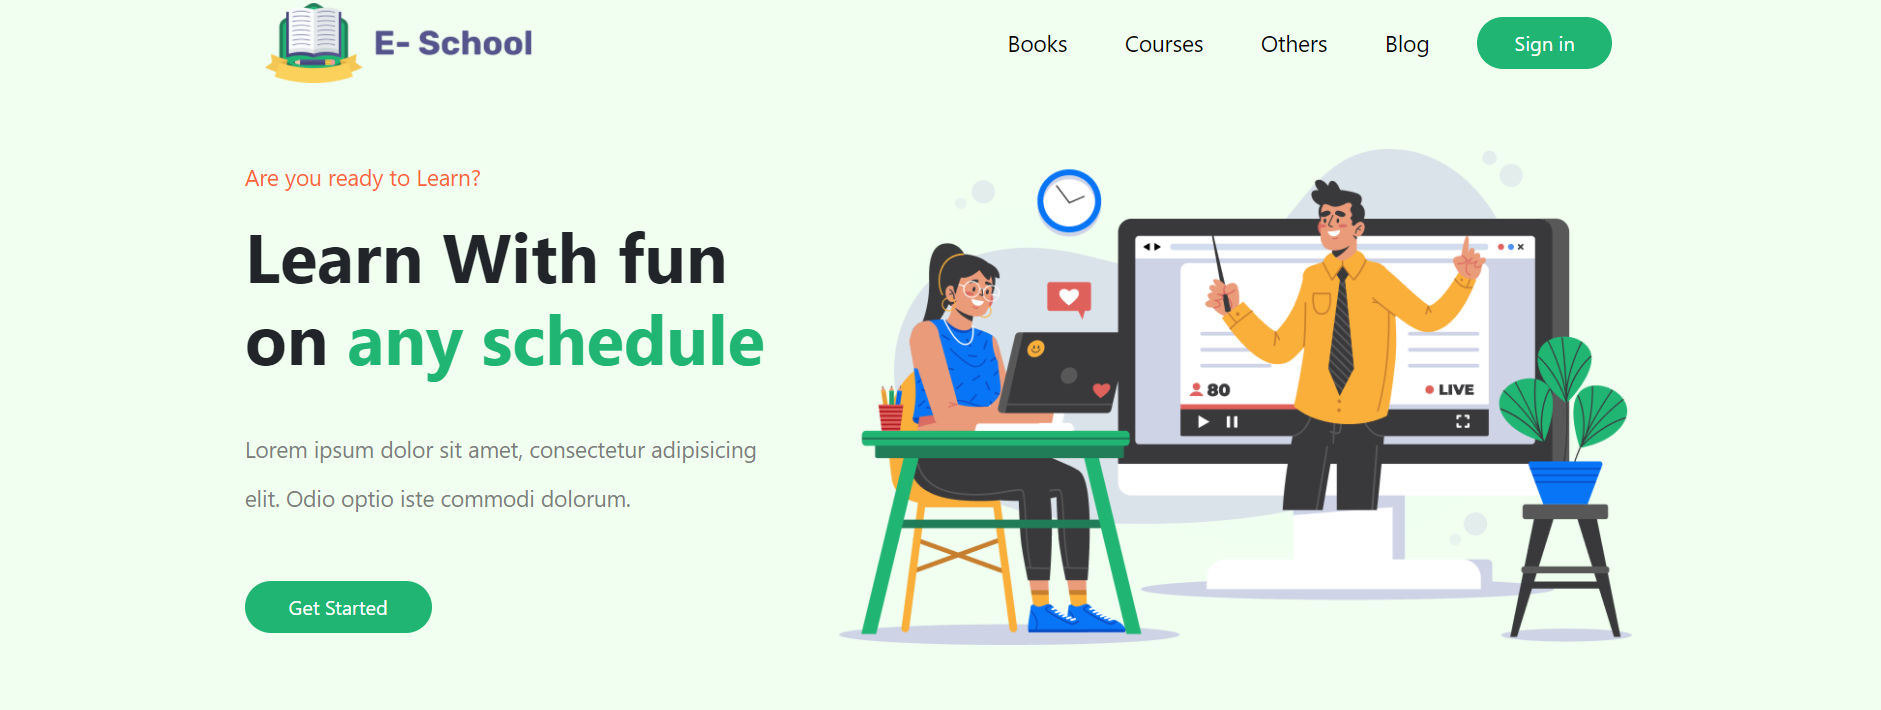 E- School
Books
Courses
Others
Blog
Sign in
Are you ready to Learn?
Learn With fun
on any schedule
Lorem ipsum dolor sit amet, consectetur adipisicing
elit. Odio optio iste commodi dolorum.
Get Started
80
LIVE